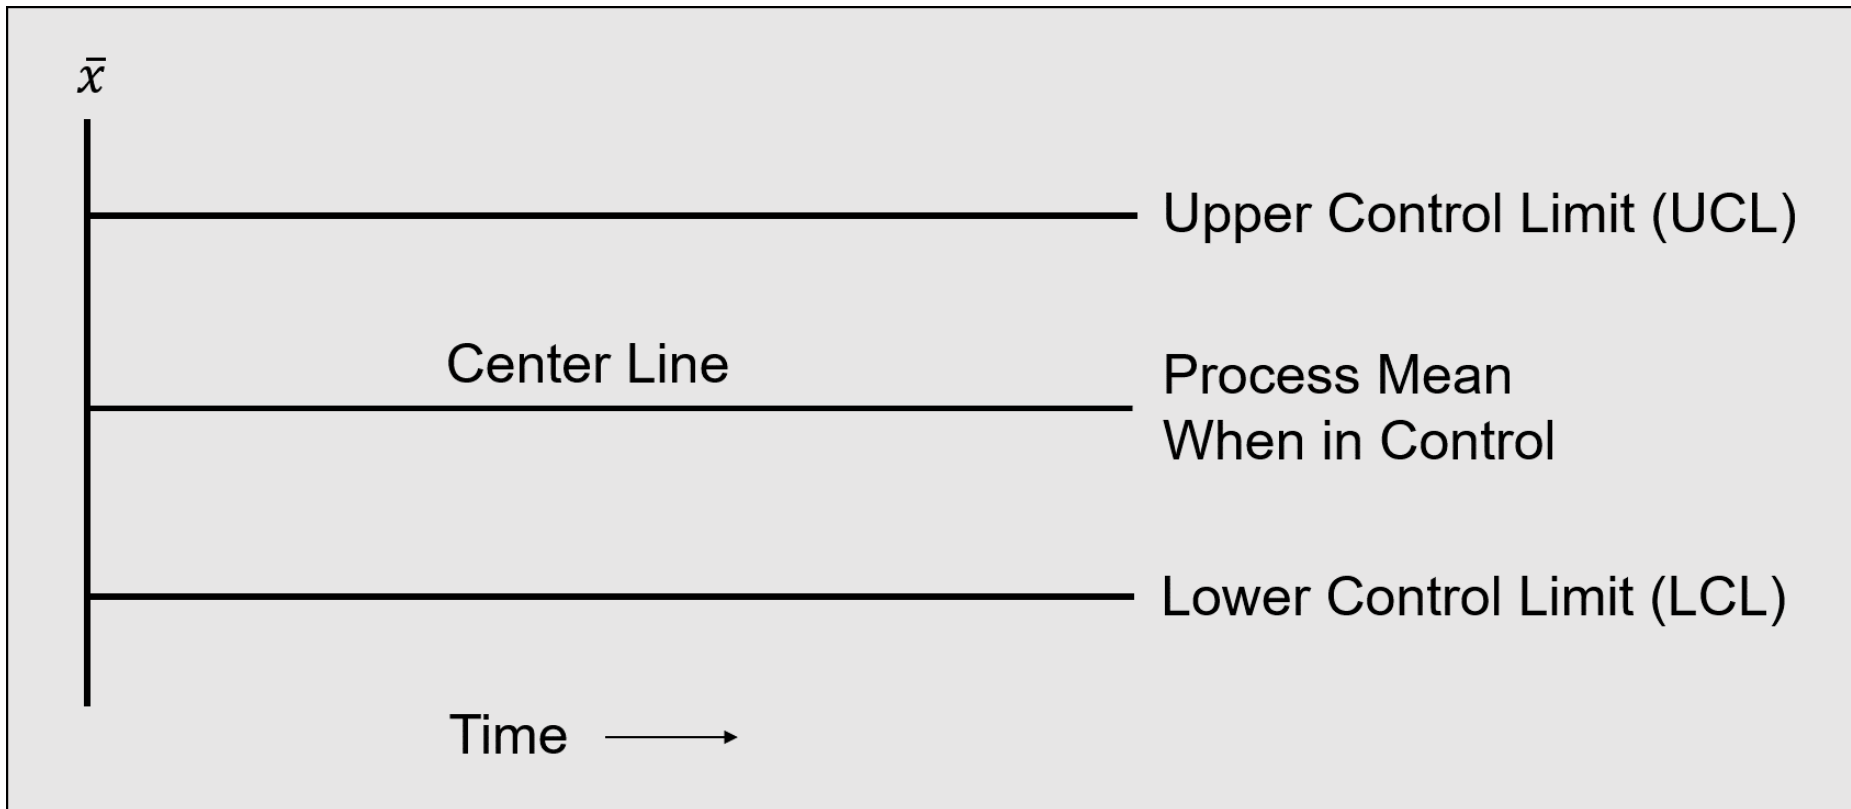 x̄
Upper Control Limit (UCL)
Center Line
Process Mean
When in Control
Lower Control Limit (LCL)
Time